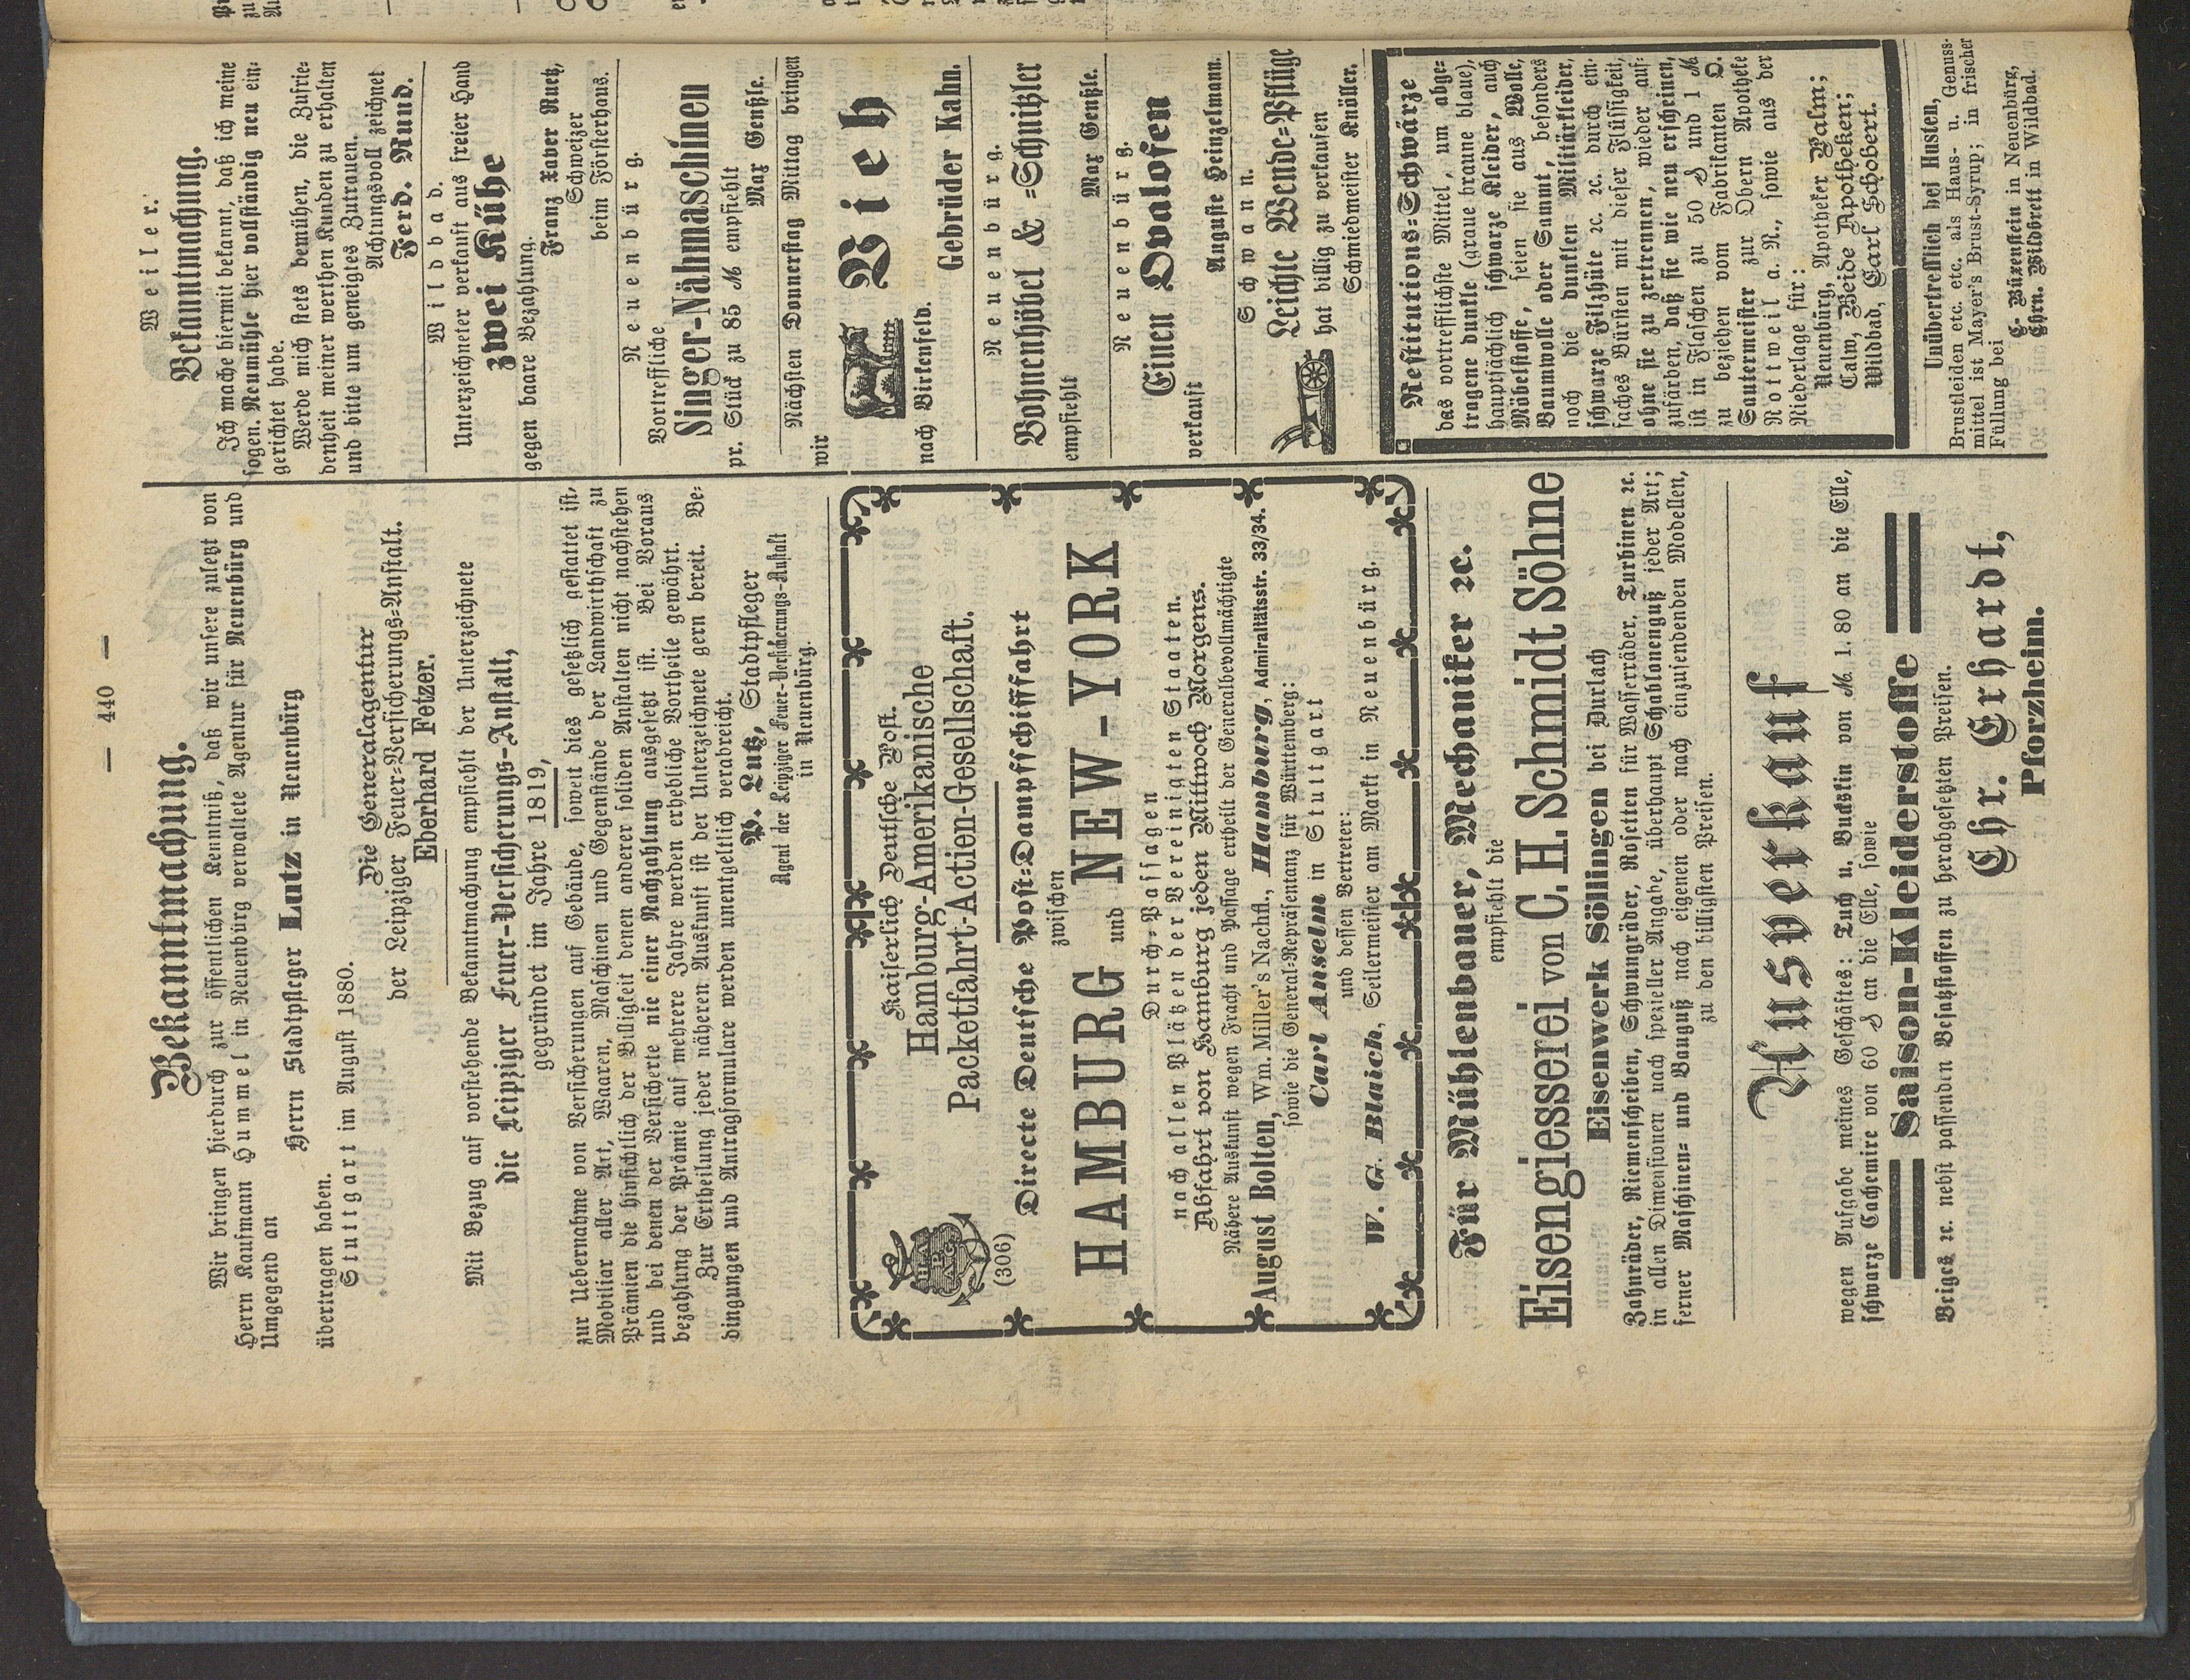 — 440 —
Bekanntmachung.
Wir bringen hierdurch zur öffentlichen Kenntniß, daß wir unsere zuletzt von
Herrn Kaufmann Hummel in Neuenbürg verwaltete Agentur für Neuenbürg und
Umgegend an
Herrn Stadtpfleger Lutz in Neuenbürg
übertragen haben.
Stuttgart im August 1880.
Die Generalagentur
der Leipziger Feuer=Versicherungs=Anstalt.
Eberhard Fetzer.
Mit Bezug auf vorstehende Bekanntmachung empfiehlt der Unterzeichnete
die Leipziger Feuer-Versicherungs-Anstalt,
gegründet im Jahre 1819,
zur Uebernahme von Versicherungen auf Gebäude, soweit dies gesetzlich gestattet ist,
Mobiliar aller Art, Waaren, Maschinen und Gegenstände der Landwirthschaft zu
Prämien die hinsichtlich der Billigkeit denen anderer soliden Anstalten nicht nachstehen
und bei denen der Versicherte nie einer Nachzahlung ausgesetzt ist. Bei Voraus
bezahlung der Prämie auf mehrere Jahre werden erhebliche Vortheile gewährt.
Zur Ertheilung jeder näheren Auskunft ist der Unterzeichnete gern bereit. Be=
dingungen und Antragsformulare werden unentgeltlich verabreicht.
P. Lutz, Stadtpfleger
Agent der Leipziger Feuer-Versicherungs-Anstalt
in Neuenbürg.
Kaiserlich Deutsche Post.
Hamburg-Amerikanische
Packetfahrt-Actien-Gesellschaft.
(306)
Directe Deutsche Post=Dampfschifffahrt
zwischen
HAMBURG und NEW-YORK
Durch=Passagen
nach allen Plätzen der Vereinigten Staaten.
Abfahrt von Hamburg jeden Mittwoch Morgens.
Nähere Auskunft wegen Fracht und Passage ertheilt der Generalbevollmächtigte
August Bolten, Wm. Miller's Nachfl., Hamburg, Admiralitätsstr. 33/34.
sowie die General=Repräsentanz für Württemberg:
Carl Anselm in Stuttgart
und dessen Vertreter:
W. G. Blaich, Seilermeister am Markt in Neuenbürg.
Für Mühlenbauer, Mechaniker ꝛc.
empfiehlt die
Eisengiesserei von C. H. Schmidt Söhne
Eisenwerk Söllingen bei Durlach
Zahnräder, Riemenscheiben, Schwungräder, Rosetten für Wasserräder, Turbinen ꝛc.
in allen Dimensionen nach spezieller Angabe, überhaupt Schablonenguß jeder Art;
ferner Maschinen= und Bauguß nach eigenen oder nach einzusendenden Modellen,
zu den billigsten Preisen.
Ausverkauf
wegen Aufgabe meines Geschäftes: Tuch u. Buckskin von M. 1. 80 an die Elle,
schwarze Cachemire von 60 ₰ an die Elle, sowie
Saison-Kleiderstoffe
Beiges ꝛc. nebst passenden Besatzstoffen zu herabgesetzten Preisen.
Chr. Erhardt,
Pforzheim.
Weiler.
Bekanntmachung.
Ich mache hiermit bekannt, daß ich meine
sogen. Neumühle hier vollständig neu ein=
gerichtet habe.
Werde mich stets bemühen, die Zufrie=
denheit meiner werthen Kunden zu erhalten
und bitte um geneigtes Zutrauen.
Achtungsvoll zeichnet
Ferd. Rund.
Wildbad.
Unterzeichneter verkauft aus freier Hand
zwei Kühe
gegen baare Bezahlung.
Franz Xaver Ruetz,
Schweizer
beim Försterhaus.
Neuenbürg.
Vortreffliche
Singer-Nähmaschinen
pr. Stück zu 85 M empfiehlt
Max Genßle.
Nächsten Donnerstag Mittag bringen
wir
Vieh
nach Birkenfeld.
Gebrüder Kahn.
Neuenbürg.
Bohnenhöbel & =Schnitzler
empfiehlt
Max Genßle.
Neuenbürg.
Einen Ovalofen
verkauft
Auguste Heinzelmann.
Schwann.
Leichte Wende=Pflüge
hat billig zu verkaufen
Schmiedmeister Knöller.
Restitutions=Schwärze
das vortrefflichste Mittel, um abge=
tragene dunkle (graue braune blaue),
hauptsächlich schwarze Kleider, auch
Möbelstoffe, seien sie aus Wolle,
Baumwolle oder Sammt, besonders
noch die dunklen Militärkleider,
schwarze Filzhüte ꝛc. ꝛc. durch ein=
faches Bürsten mit dieser Flüssigkeit,
ohne sie zu zertrennen, wieder auf=
zufärben, daß sie wie neu erscheinen,
ist in Flaschen zu 50 ₰ und 1 M
zu beziehen vom Fabrikanten O.
Sautermeister zur Obern Apotheke
Rottweil a. N., sowie aus der
Niederlage für:
Neuenbürg, Apotheker Palm;
Calw, Beide Apotheken;
Wildbad, Carl Schobert.
Unübertrefflich bei Husten,
Brustleiden etc. etc. als Haus- u. Genuss-
mittel ist Mayer's Brust-Syrup; in frischer
Füllung bei
C. Büxenstein in Neuenbürg,
Chrn. Wildbrett in Wildbad.